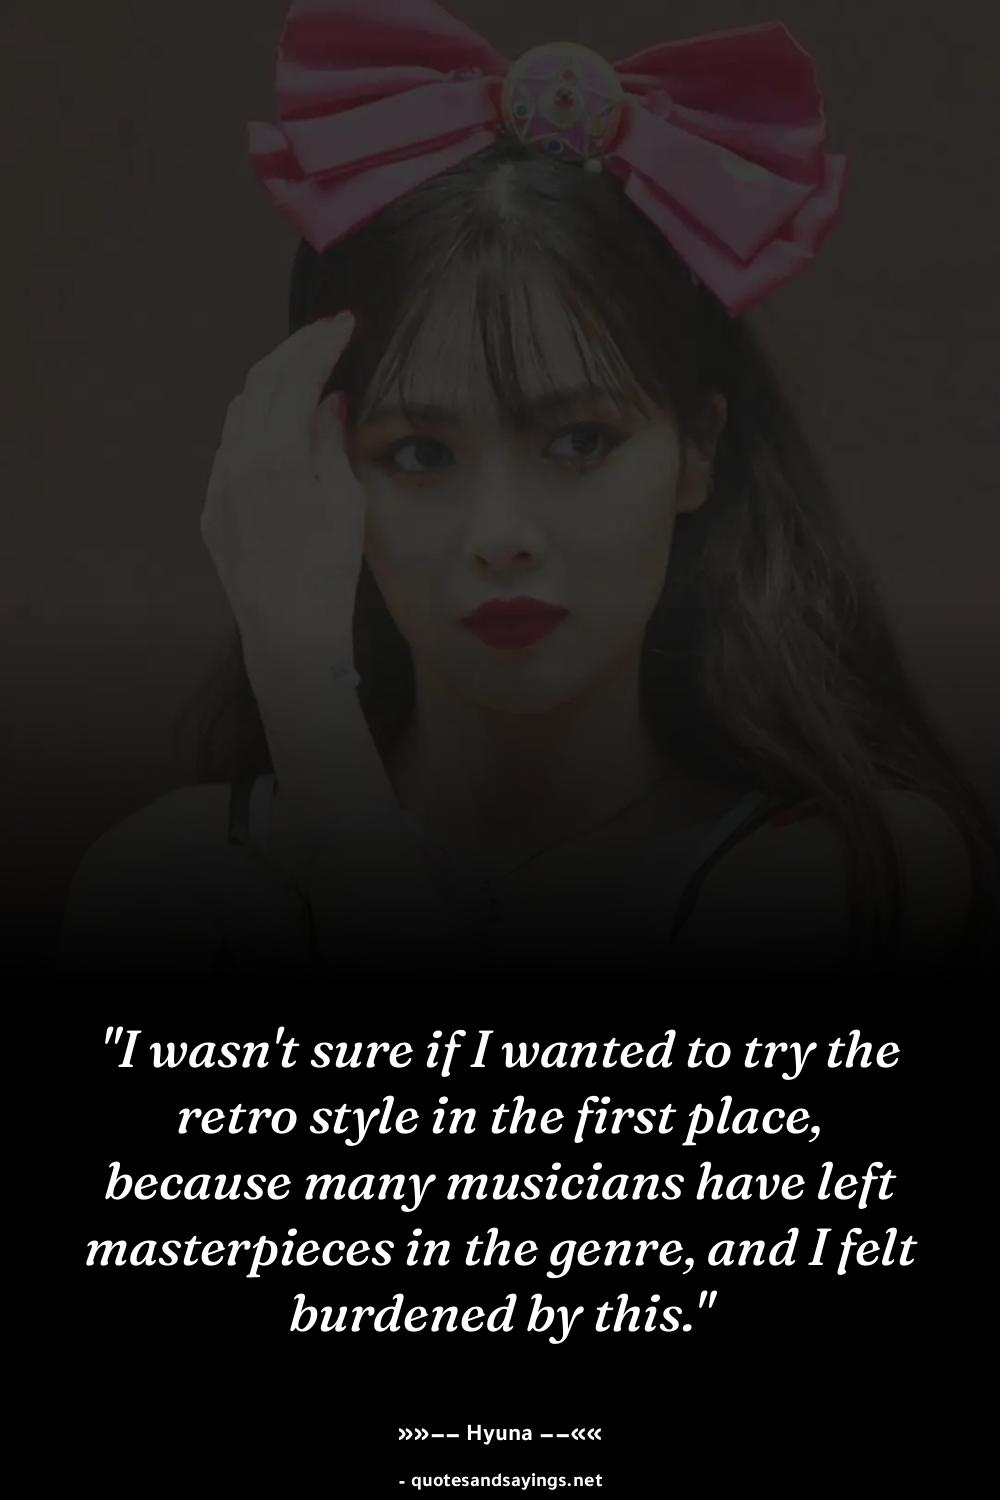 "I wasn't sure if I wanted to try the
retro style in the first place,
because many musicians have left
masterpieces in the genre, and I felt
burdened by this."
»»–– Hyuna ––««
- quotesandsayings.net